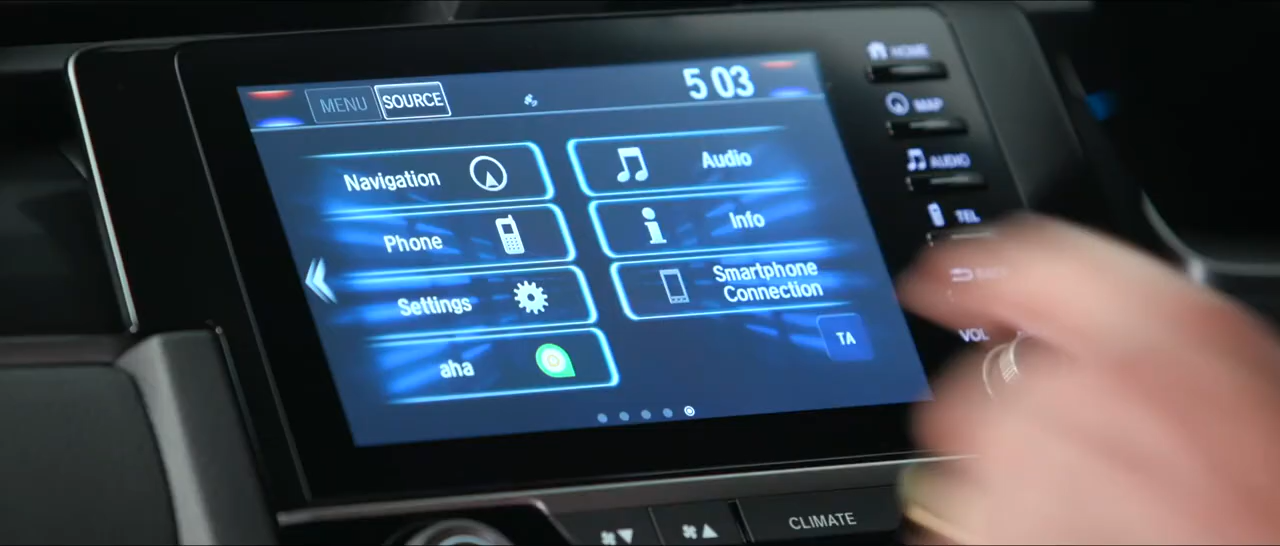 MENU
SOURCE
5 03
Navigation
Audio
Phone
Info
Settings
Smartphone
Connection
aha
TA
HOME
MAP
AUDIO
TEL
BACK
VOL
CLIMATE